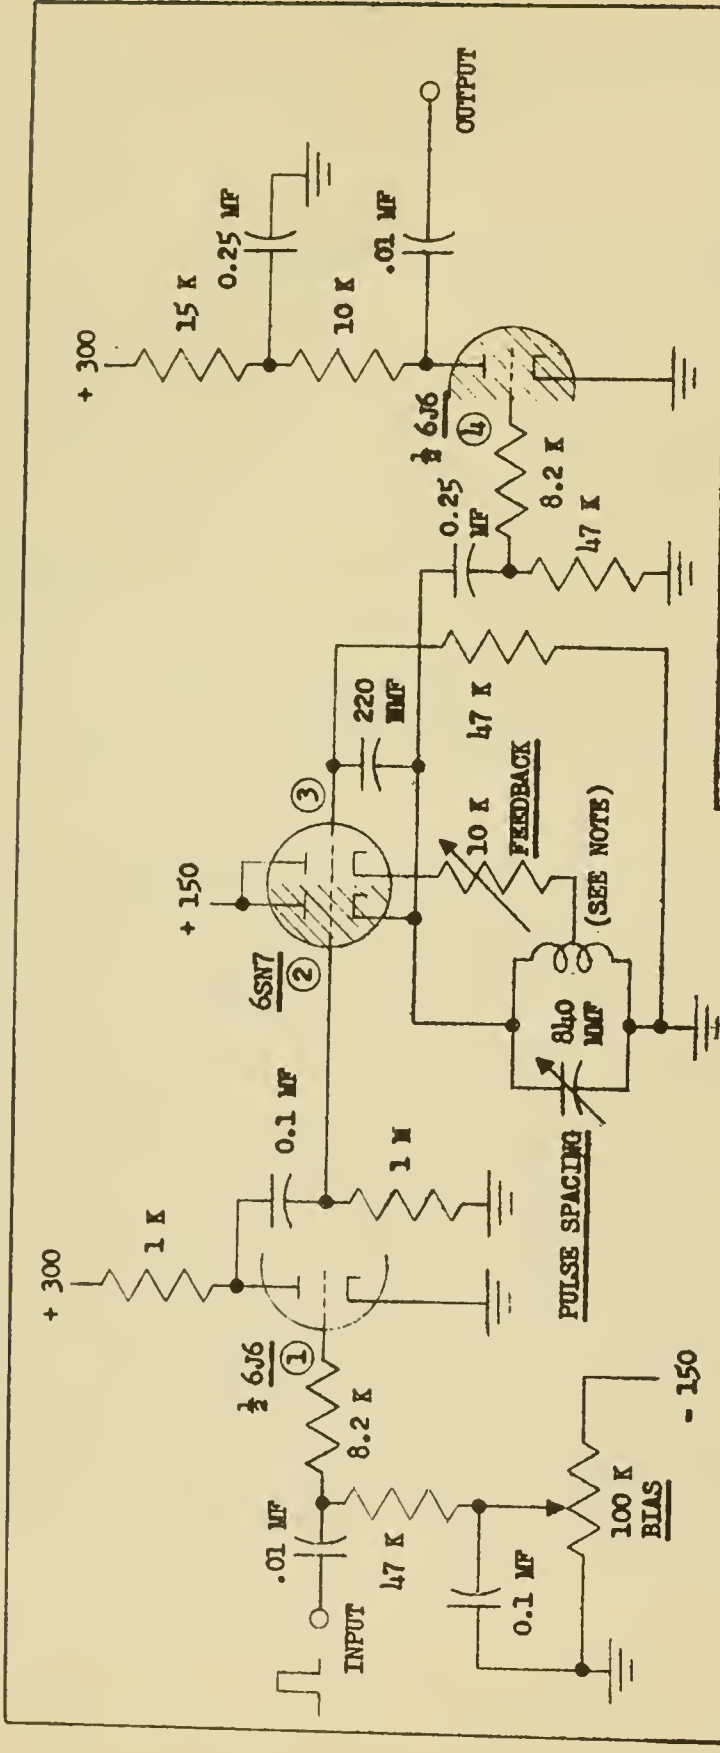 INPUT
.01 MF
47 K
0.1 MF
100 K
BIAS
- 150
8.2 K
½ 6J6
1
+ 300
1 K
0.1 MF
1 M
6SN7
2
+ 150
3
220
MMF
PULSE SPACING
840
MMF
(SEE NOTE)
10 K
FEEDBACK
47 K
0.25
MF
47 K
8.2 K
½ 6J6
4
+ 300
15 K
0.25 MF
10 K
.01 MF
OUTPUT